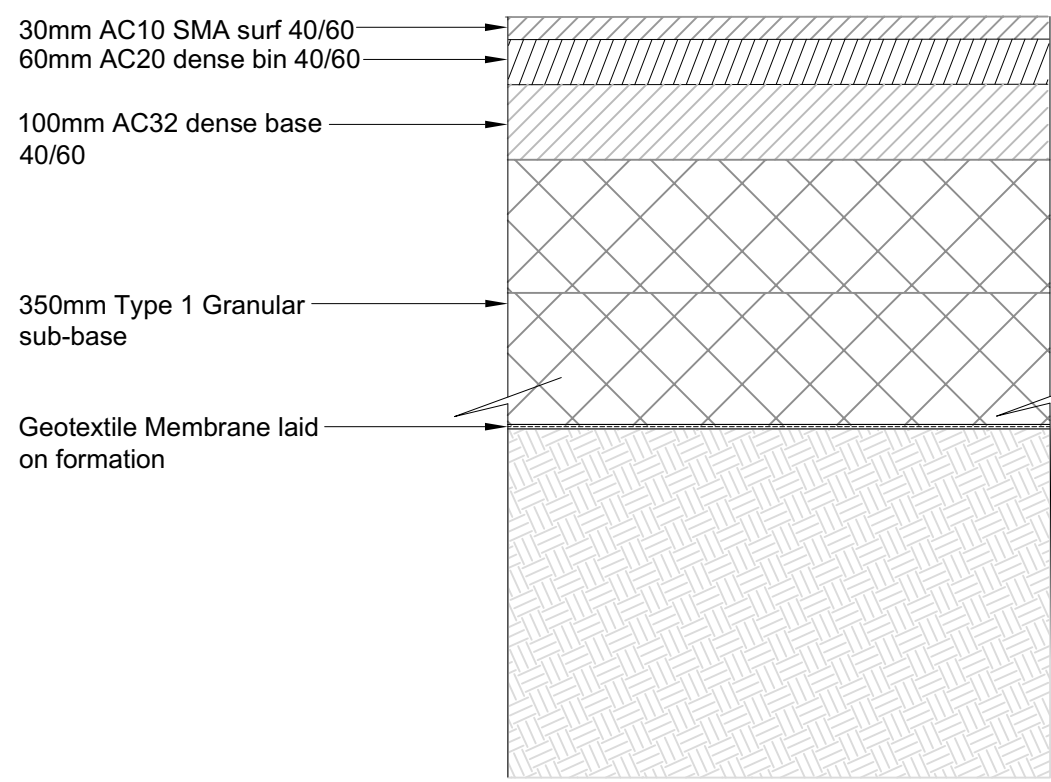 30mm AC10 SMA surf 40/60
60mm AC20 dense bin 40/60
100mm AC32 dense base
40/60
350mm Type 1 Granular
sub-base
Geotextile Membrane laid
on formation